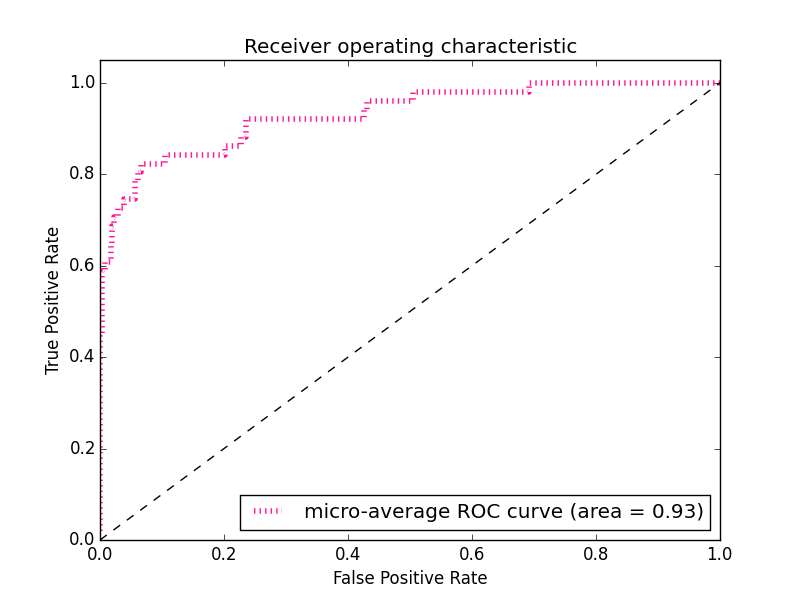 Receiver operating characteristic
True Positive Rate
1.0
0.8
0.6
0.4
0.2
0.0
micro-average ROC curve (area = 0.93)
0.0 0.2 0.4 0.6 0.8 1.0
False Positive Rate